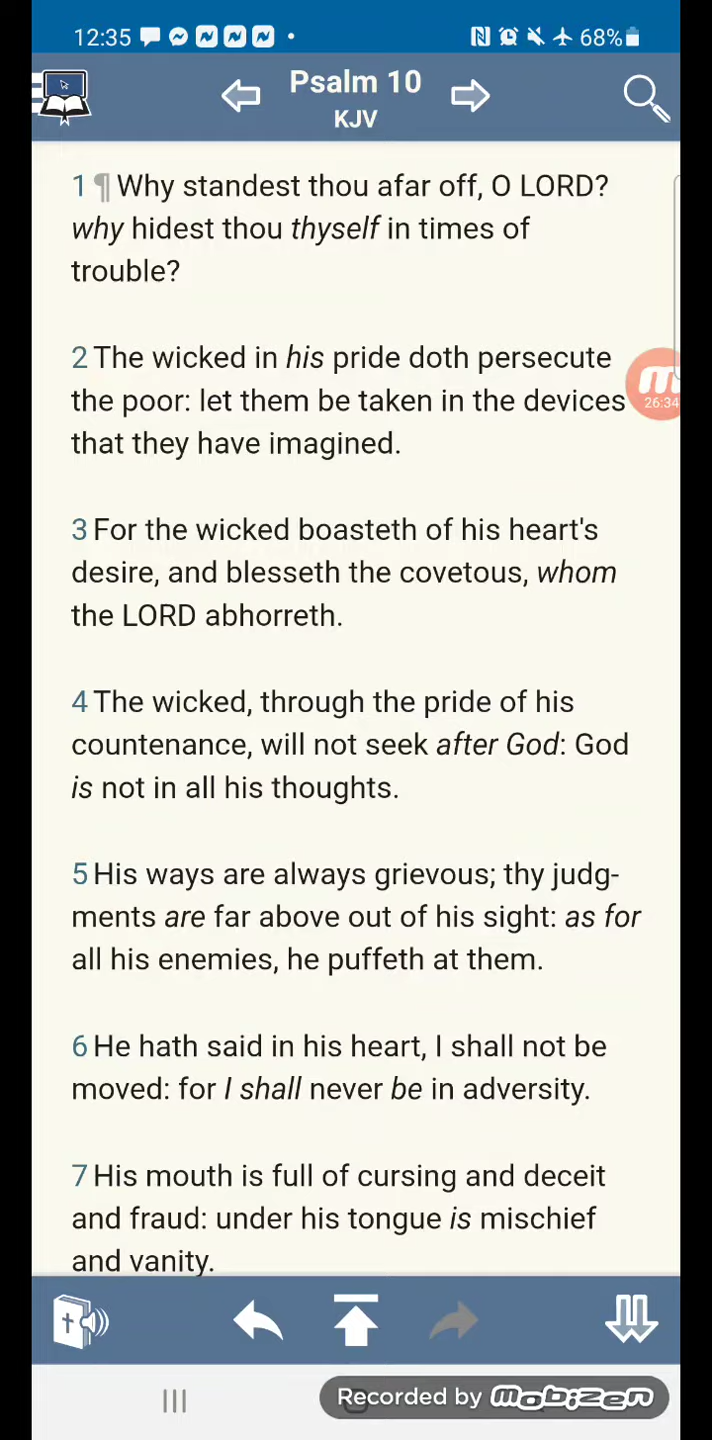 12:35
68%
Psalm 10
KJV
1 ¶ Why standest thou afar off, O LORD?
why hidest thou thyself in times of
trouble?
2 The wicked in his pride doth persecute
the poor: let them be taken in the devices
that they have imagined.
m
26:34
3 For the wicked boasteth of his heart's
desire, and blesseth the covetous, whom
the LORD abhorreth.
4 The wicked, through the pride of his
countenance, will not seek after God: God
is not in all his thoughts.
5 His ways are always grievous; thy judg-
ments are far above out of his sight: as for
all his enemies, he puffeth at them.
6 He hath said in his heart, I shall not be
moved: for I shall never be in adversity.
7 His mouth is full of cursing and deceit
and fraud: under his tongue is mischief
and vanity.
Recorded by mobizen